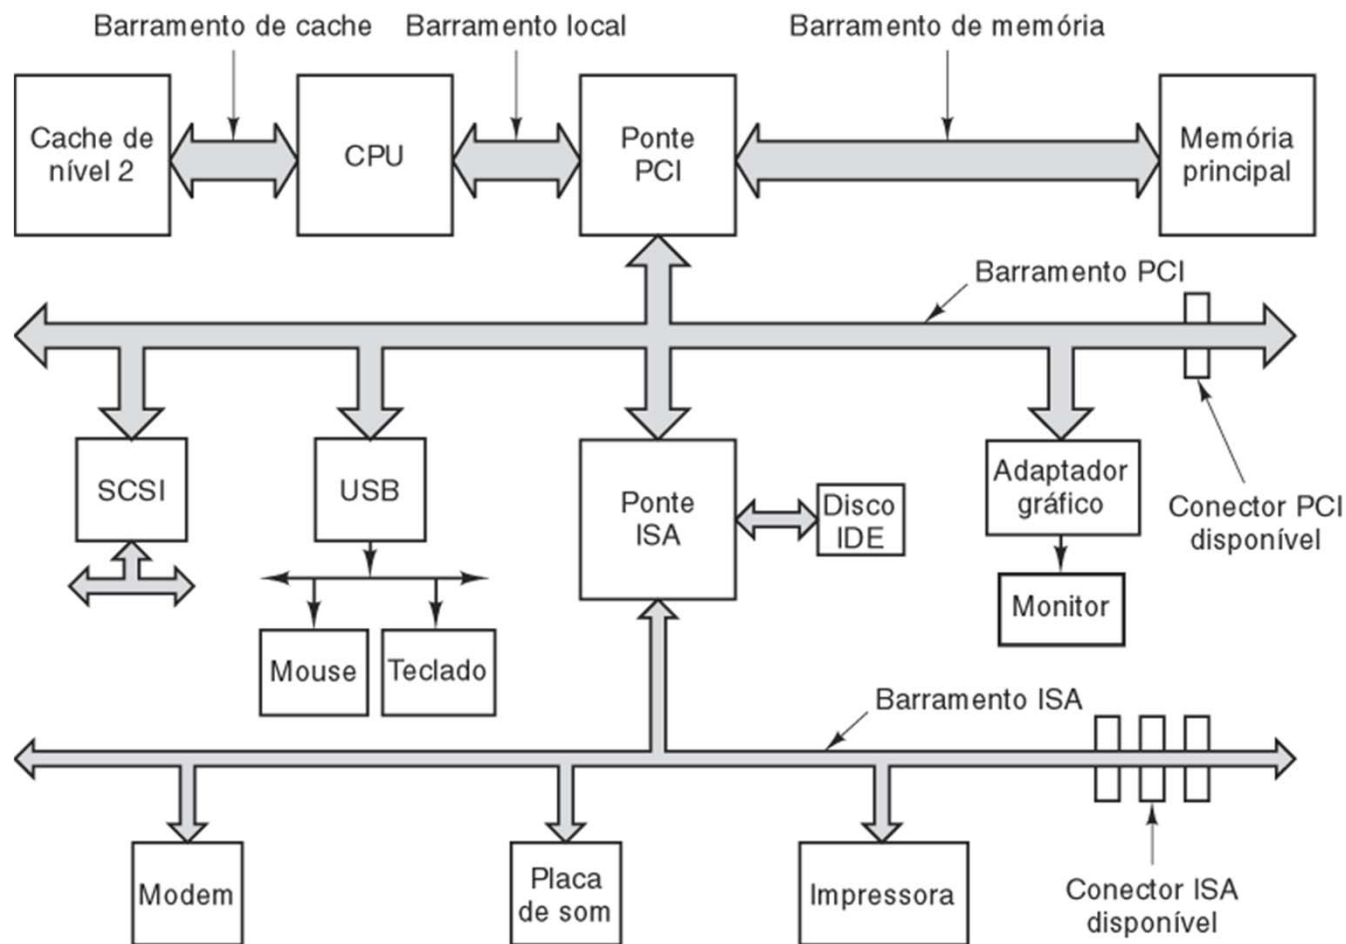 Barramento de cache
Barramento local
Barramento de memória
Cache de
nível 2
CPU
Ponte
PCI
Memória
principal
Barramento PCI
SCSI
USB
Ponte
ISA
Disco
IDE
Adaptador
gráfico
Conector PCI
disponível
Monitor
Mouse
Teclado
Barramento ISA
Modem
Placa
de som
Impressora
Conector ISA
disponível